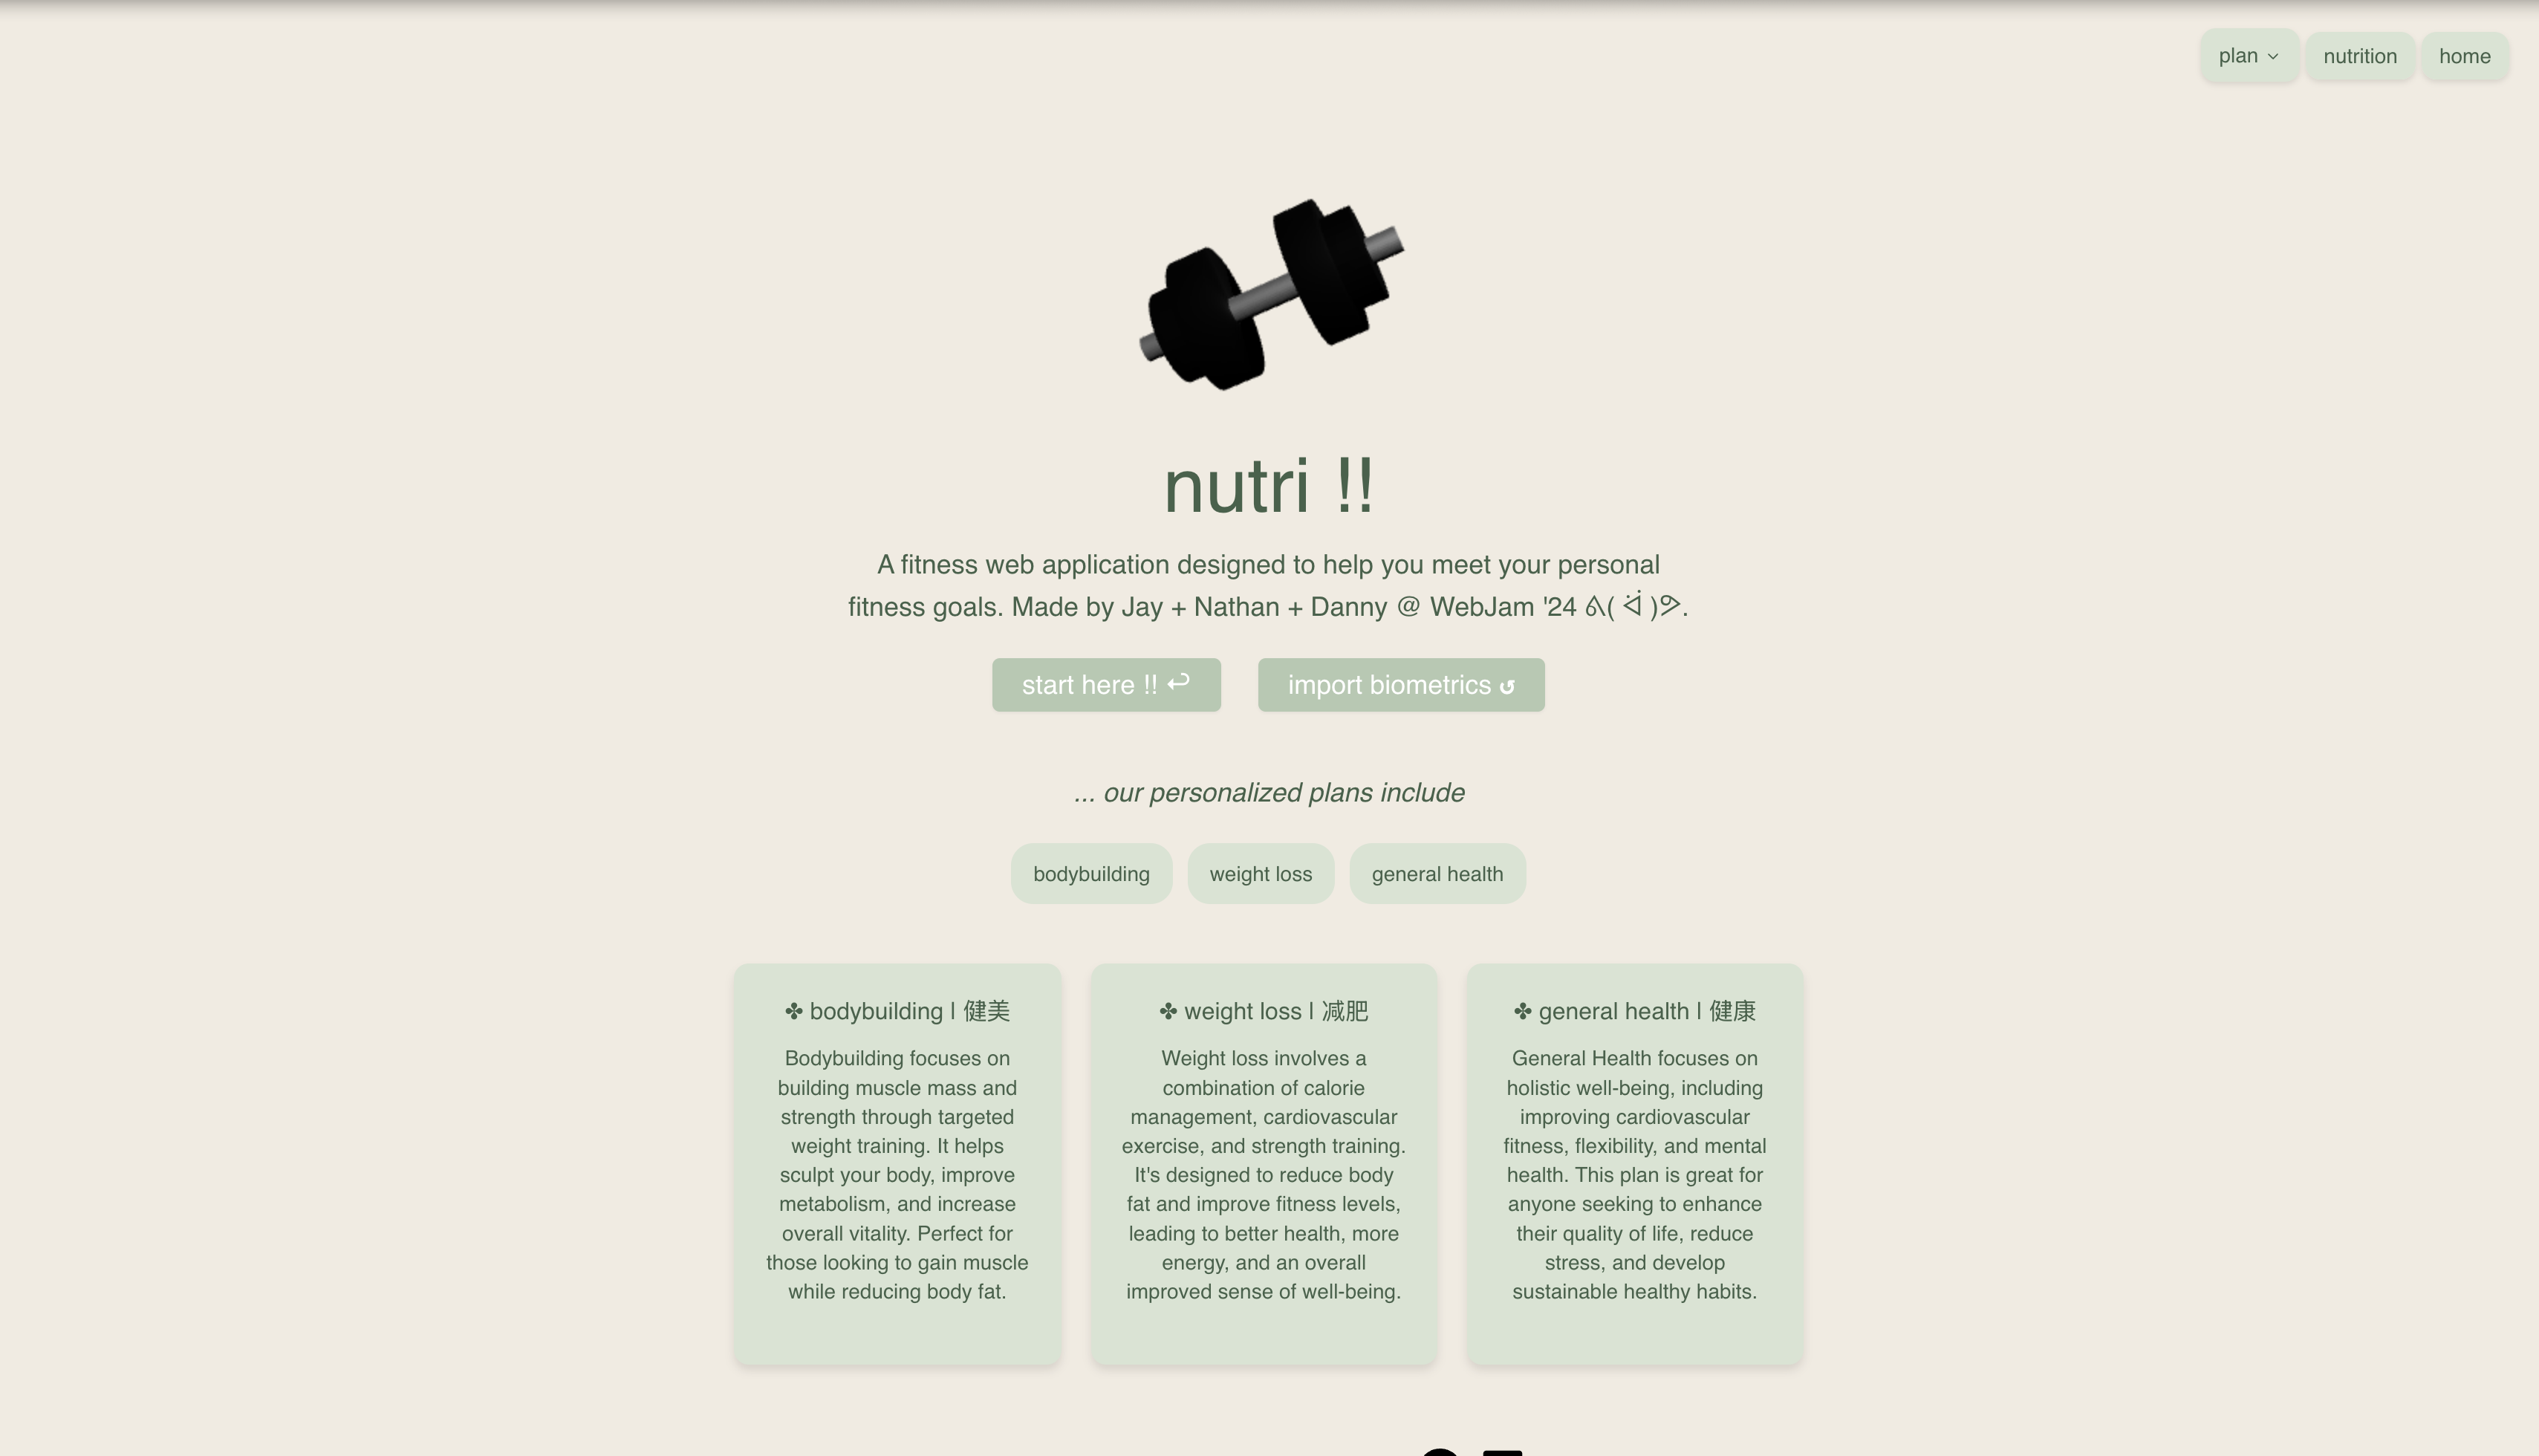 plan
nutrition
home
nutri !!
A fitness web application designed to help you meet your personal
fitness goals. Made by Jay + Nathan + Danny @ WebJam '24 ᕕ( ᐛ )ᕗ.
start here !! ↩
import biometrics ↺
... our personalized plans include
bodybuilding
weight loss
general health
✤ bodybuilding | 健美
Bodybuilding focuses on
building muscle mass and
strength through targeted
weight training. It helps
sculpt your body, improve
metabolism, and increase
overall vitality. Perfect for
those looking to gain muscle
while reducing body fat.
✤ weight loss | 减肥
Weight loss involves a
combination of calorie
management, cardiovascular
exercise, and strength training.
It's designed to reduce body
fat and improve fitness levels,
leading to better health, more
energy, and an overall
improved sense of well-being.
✤ general health | 健康
General Health focuses on
holistic well-being, including
improving cardiovascular
fitness, flexibility, and mental
health. This plan is great for
anyone seeking to enhance
their quality of life, reduce
stress, and develop
sustainable healthy habits.